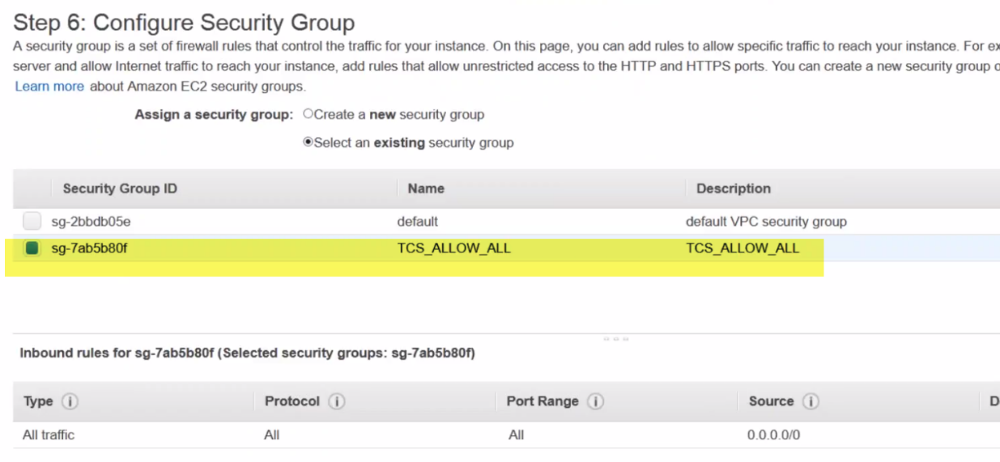 Step 6: Configure Security Group
A security group is a set of firewall rules that control the traffic for your instance. On this page, you can add rules to allow specific traffic to reach your instance. For ex
server and allow Internet traffic to reach your instance, add rules that allow unrestricted access to the HTTP and HTTPS ports. You can create a new security group o
Learn more about Amazon EC2 security groups.
Assign a security group: Create a new security group
Select an existing security group
Security Group ID Name Description
sg-2bbdb05e default default VPC security group
sg-7ab5b80f TCS_ALLOW_ALL TCS_ALLOW_ALL
Inbound rules for sg-7ab5b80f (Selected security groups: sg-7ab5b80f)
Type i Protocol i Port Range i Source i D
All traffic All All 0.0.0.0/0